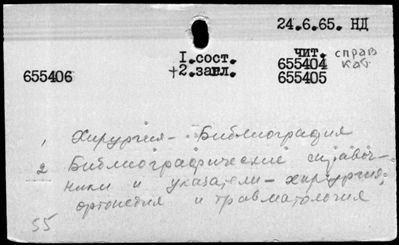 24.6.65. НД
I.сост. чит. справ
+2.загл. 655404 каб
655406 655405
1 Хирургия - Библиография
2 Библиографические справоч-
ники и указатели - хирургия,
ортопедия и травматология
55